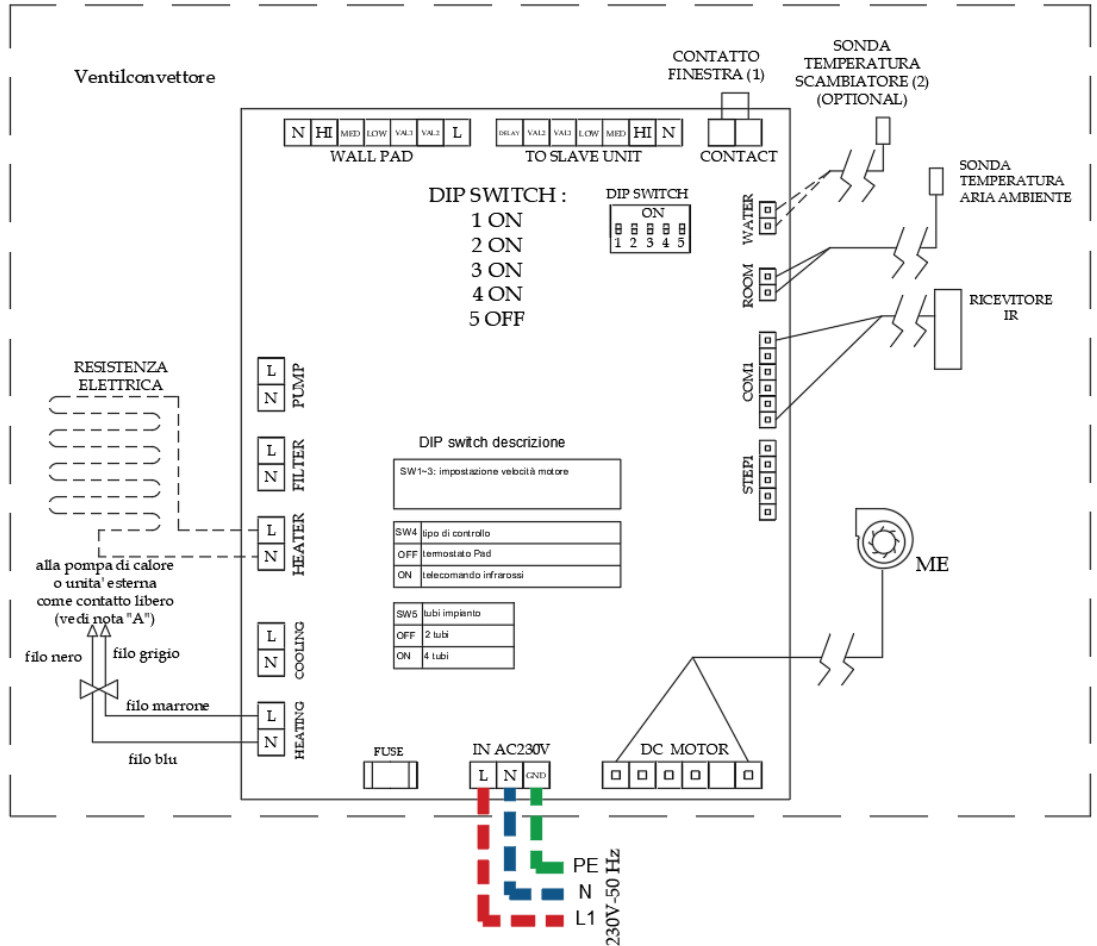 Ventilconvettore
CONTATTO
FINESTRA (1)
SONDA
TEMPERATURA
SCAMBIATORE (2)
(OPTIONAL)
N HI MED LOW VAL1 VAL2 L
WALL PAD
DELAY VAL2 VAL1 LOW MED HI N
TO SLAVE UNIT
CONTACT
SONDA
TEMPERATURA
ARIA AMBIENTE
DIP SWITCH :
1 ON
2 ON
3 ON
4 ON
5 OFF
DIP SWITCH
ON
1 2 3 4 5
WATER
ROOM
RICEVITORE
IR
COM1
STEP1
RESISTENZA
ELETTRICA
L
N
PUMP
L
N
FILTER
L
N
HEATER
L
N
COOLING
L
N
HEATING
DIP switch descrizione
SW1~3: impostazione velocità motore
SW4 tipo di controllo
OFF termostato Pad
ON telecomando infrarossi
SW5 tubi impianto
OFF 2 tubi
ON 4 tubi
ME
alla pompa di calore
o unita' esterna
come contatto libero
(vedi nota "A")
filo nero
filo grigio
filo marrone
filo blu
FUSE
IN AC230V
L N GND
DC MOTOR
PE
N
L1
230V-50 Hz